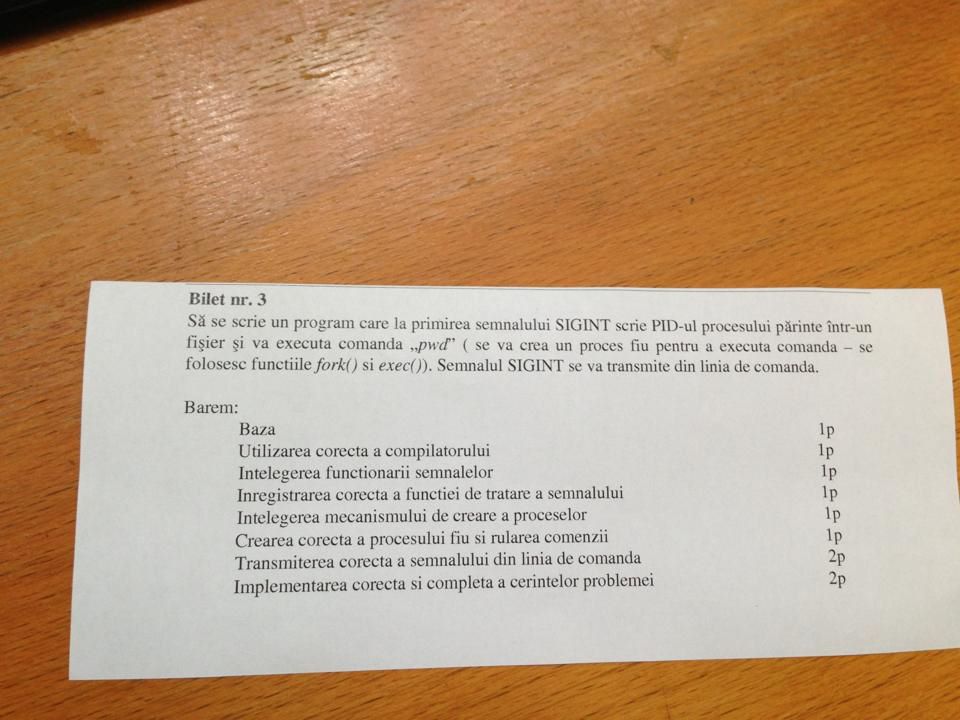 Bilet nr. 3
Să se scrie un program care la primirea semnalului SIGINT scrie PID-ul procesului părinte într-un
fişier şi va executa comanda „pwd” ( se va crea un proces fiu pentru a executa comanda – se
folosesc functiile fork() si exec()). Semnalul SIGINT se va transmite din linia de comanda.
Barem:
Baza 1p
Utilizarea corecta a compilatorului 1p
Intelegerea functionarii semnalelor 1p
Inregistrarea corecta a functiei de tratare a semnalului 1p
Intelegerea mecanismului de creare a proceselor 1p
Crearea corecta a procesului fiu si rularea comenzii 1p
Transmiterea corecta a semnalului din linia de comanda 2p
Implementarea corecta si completa a cerintelor problemei 2p